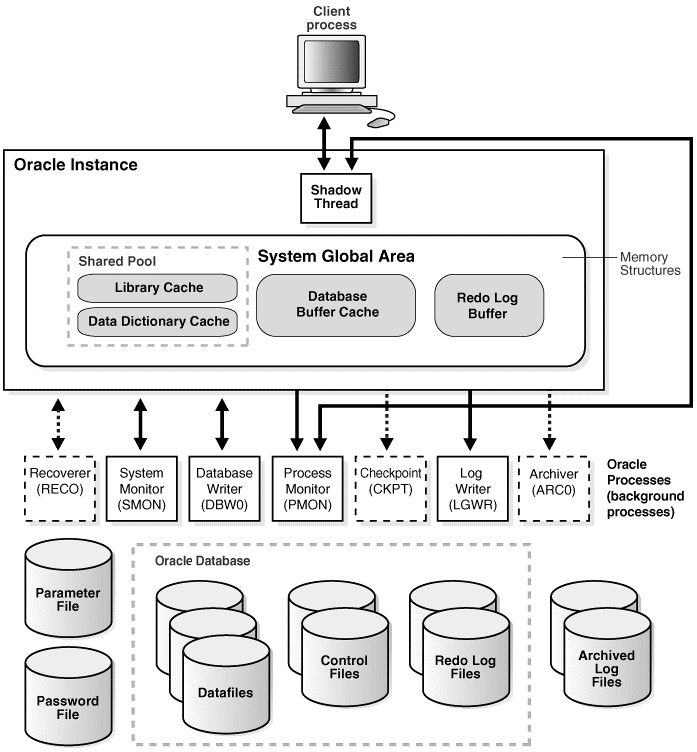 Client
process
Oracle Instance
Shadow
Thread
System Global Area
Shared Pool
Library Cache
Data Dictionary Cache
Database
Buffer Cache
Redo Log
Buffer
Memory
Structures
Recoverer
(RECO)
System
Monitor
(SMON)
Database
Writer
(DBW0)
Process
Monitor
(PMON)
Checkpoint
(CKPT)
Log
Writer
(LGWR)
Archiver
(ARC0)
Oracle
Processes
(background
processes)
Parameter
File
Password
File
Oracle Database
Datafiles
Control
Files
Redo Log
Files
Archived
Log
Files